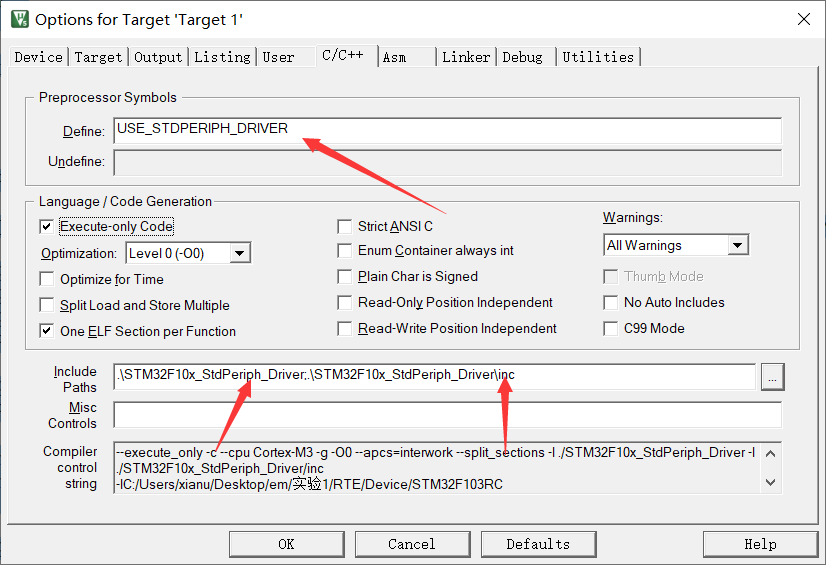 Options for Target 'Target 1'
Device Target Output Listing User C/C++ Asm Linker Debug Utilities
Preprocessor Symbols
Define: USE_STDPERIPH_DRIVER
Undefine:
Language / Code Generation
Execute-only Code
Optimization: Level 0 (-O0)
Optimize for Time
Split Load and Store Multiple
One ELF Section per Function
Strict ANSI C
Enum Container always int
Plain Char is Signed
Read-Only Position Independent
Read-Write Position Independent
Warnings:
All Warnings
Thumb Mode
No Auto Includes
C99 Mode
Include Paths
.\STM32F10x_StdPeriph_Driver;.\STM32F10x_StdPeriph_Driver\inc
...
Misc Controls
Compiler control string
--execute_only -c --cpu Cortex-M3 -g -O0 --apcs=interwork --split_sections -I ./STM32F10x_StdPeriph_Driver -I
./STM32F10x_StdPeriph_Driver/inc
-IC:/Users/xianu/Desktop/em/实验1/RTE/Device/STM32F103RC
OK Cancel Defaults Help